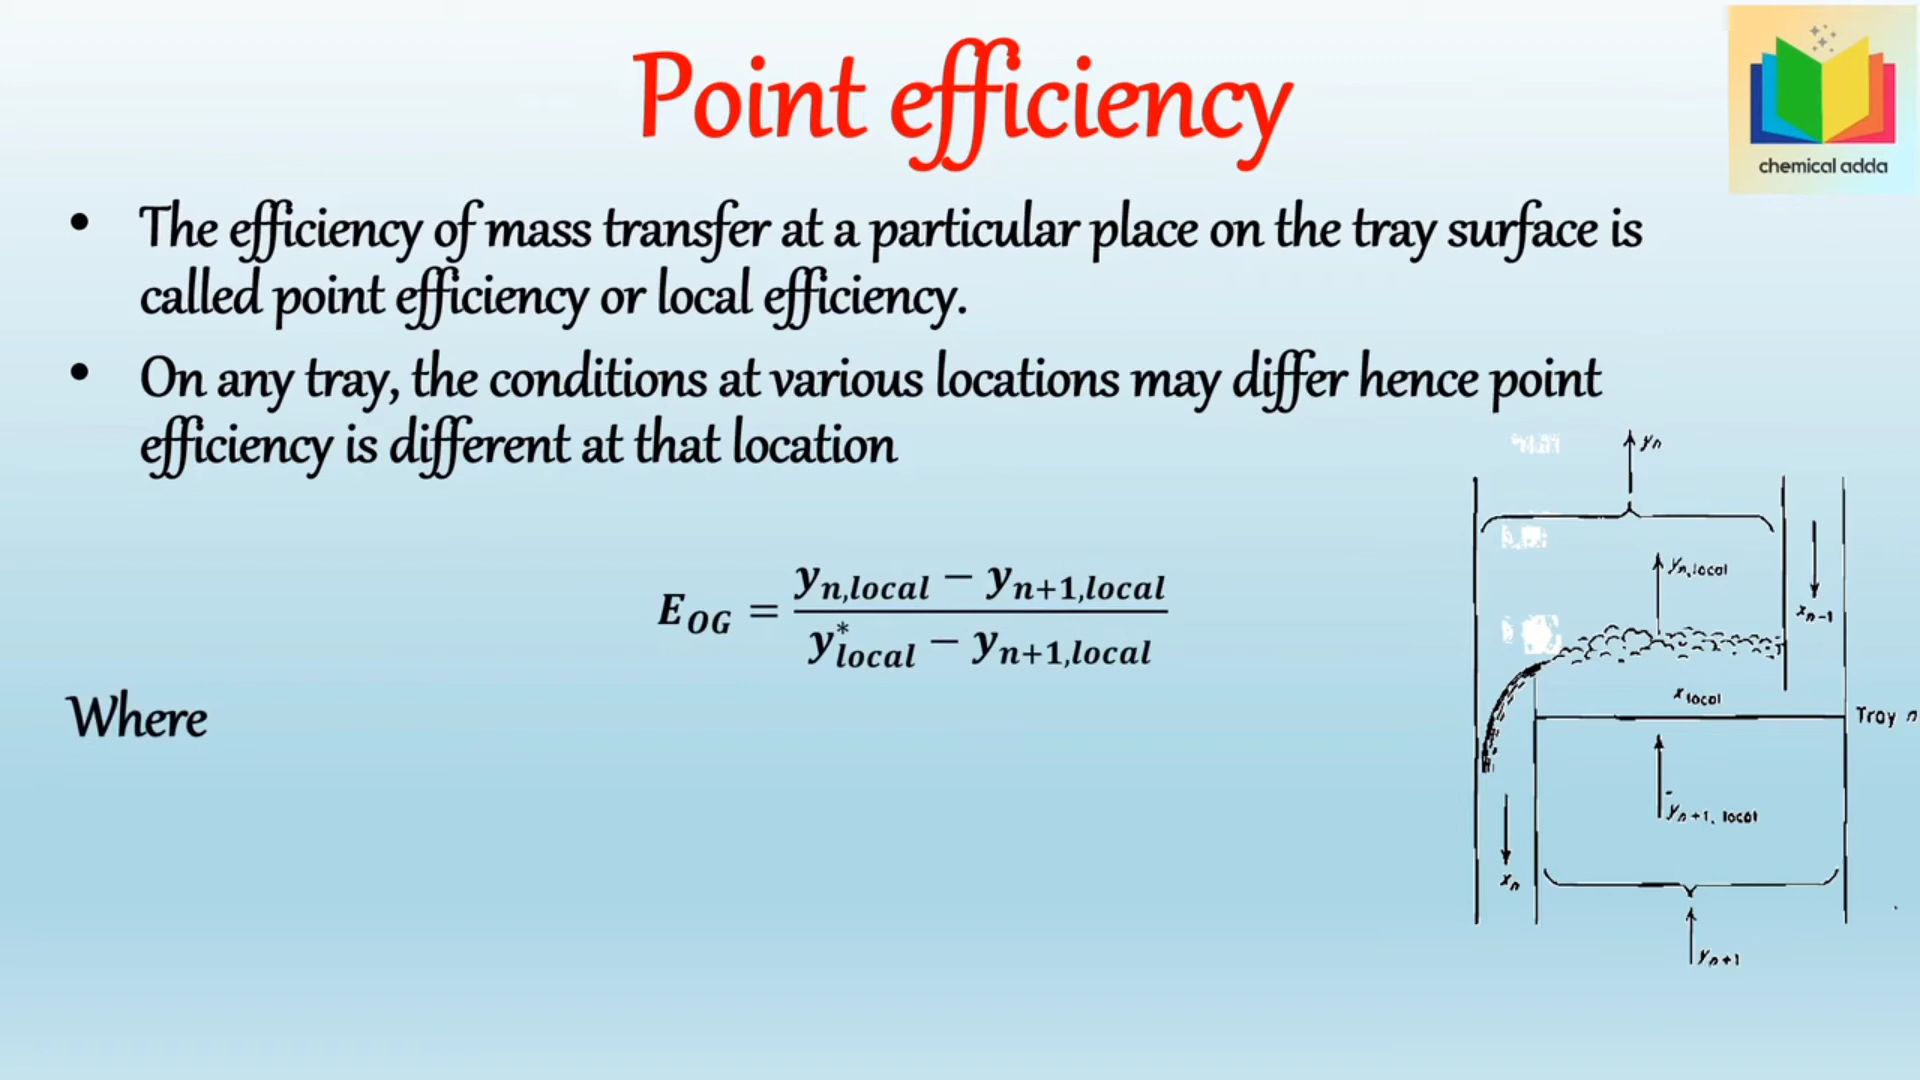 Point efficiency
chemical adda
• The efficiency of mass transfer at a particular place on the tray surface is
called point efficiency or local efficiency.
• On any tray, the conditions at various locations may differ hence point
efficiency is different at that location
E_OG = (y_n,local − y_n+1,local) / (y*_local − y_n+1,local)
Where
y_n
y_n,local
x_n-1
x_local
Tray n
y_n+1, local
x_n
y_n+1